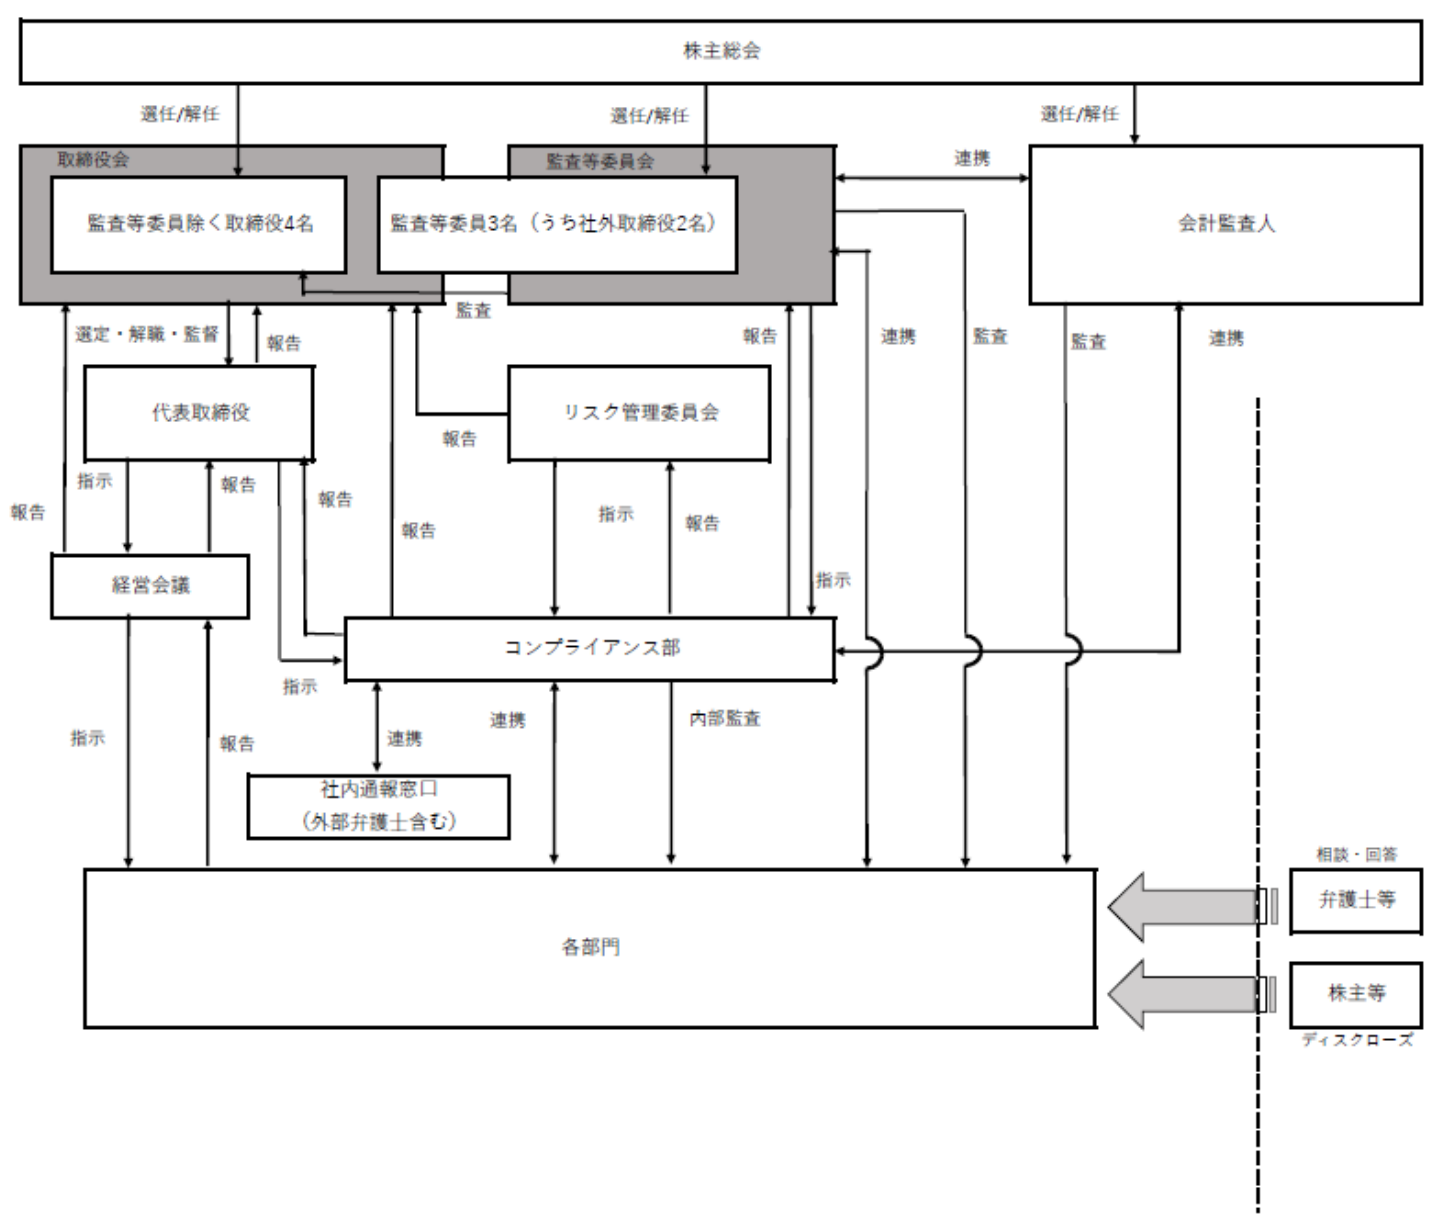 株主総会
選任/解任
選任/解任
選任/解任
取締役会
監査等委員会
連携
監査等委員除く取締役4名
監査等委員3名（うち社外取締役2名）
会計監査人
監査
選定・解職・監督
報告
報告
連携
監査
監査
連携
代表取締役
リスク管理委員会
報告
指示
報告
報告
報告
報告
指示
報告
経営会議
指示
コンプライアンス部
指示
連携
内部監査
指示
報告
連携
社内通報窓口
（外部弁護士含む）
相談・回答
弁護士等
各部門
株主等
ディスクローズ